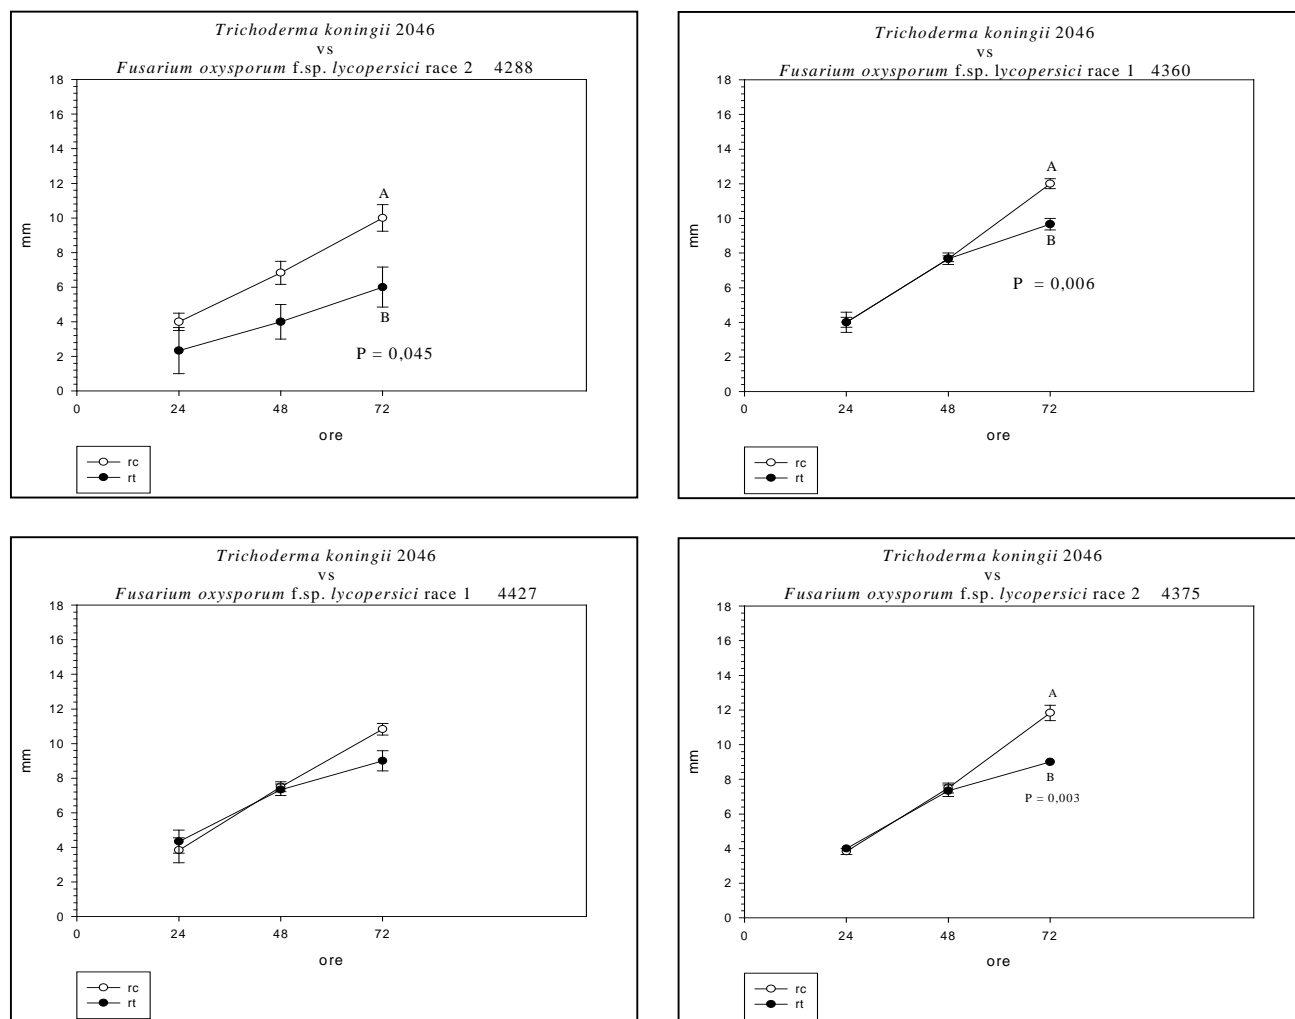 Trichoderma koningii 2046
vs
Fusarium oxysporum f.sp. lycopersici race 2 4288
18
16
14
12
10
8
6
4
2
0
mm
A
B
P = 0,045
0 24 48 72
ore
rc
rt
Trichoderma koningii 2046
vs
Fusarium oxysporum f.sp. lycopersici race 1 4360
18
16
14
12
10
8
6
4
2
0
mm
A
B
P = 0,006
0 24 48 72
ore
rc
rt
Trichoderma koningii 2046
vs
Fusarium oxysporum f.sp. lycopersici race 1 4427
18
16
14
12
10
8
6
4
2
0
mm
0 24 48 72
ore
rc
rt
Trichoderma koningii 2046
vs
Fusarium oxysporum f.sp. lycopersici race 2 4375
18
16
14
12
10
8
6
4
2
0
mm
A
B
P = 0,003
0 24 48 72
ore
rc
rt